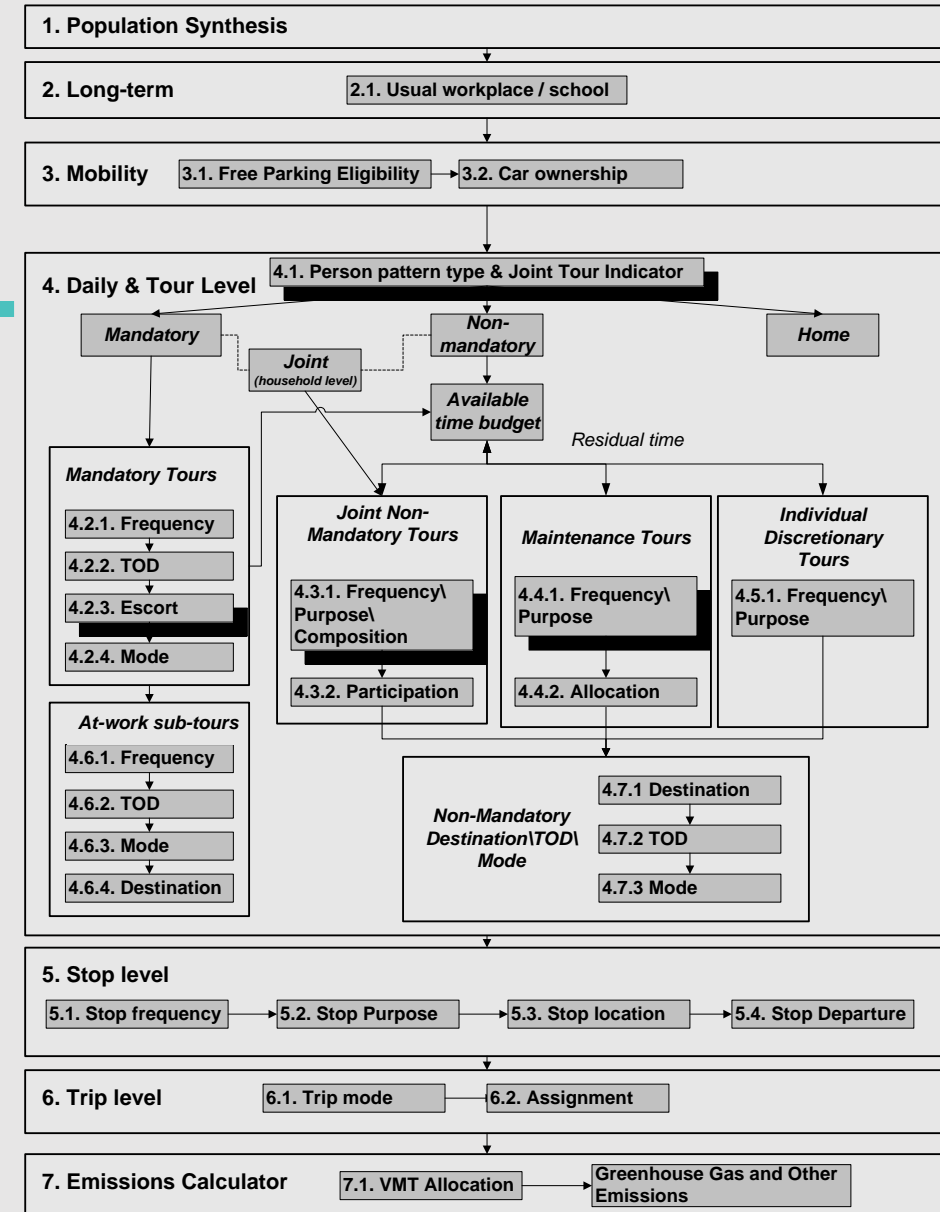 1. Population Synthesis
2. Long-term
2.1. Usual workplace / school
3. Mobility
3.1. Free Parking Eligibility
3.2. Car ownership
4. Daily & Tour Level
4.1. Person pattern type & Joint Tour Indicator
Mandatory
Non-
mandatory
Home
Joint
(household level)
Available
time budget
Residual time
Mandatory Tours
4.2.1. Frequency
4.2.2. TOD
4.2.3. Escort
4.2.4. Mode
Joint Non-
Mandatory Tours
4.3.1. Frequency\
Purpose\
Composition
4.3.2. Participation
Maintenance Tours
4.4.1. Frequency\
Purpose
4.4.2. Allocation
Individual
Discretionary
Tours
4.5.1. Frequency\
Purpose
At-work sub-tours
4.6.1. Frequency
4.6.2. TOD
4.6.3. Mode
4.6.4. Destination
Non-Mandatory
Destination\TOD\
Mode
4.7.1 Destination
4.7.2 TOD
4.7.3 Mode
5. Stop level
5.1. Stop frequency
5.2. Stop Purpose
5.3. Stop location
5.4. Stop Departure
6. Trip level
6.1. Trip mode
6.2. Assignment
7. Emissions Calculator
7.1. VMT Allocation
Greenhouse Gas and Other
Emissions